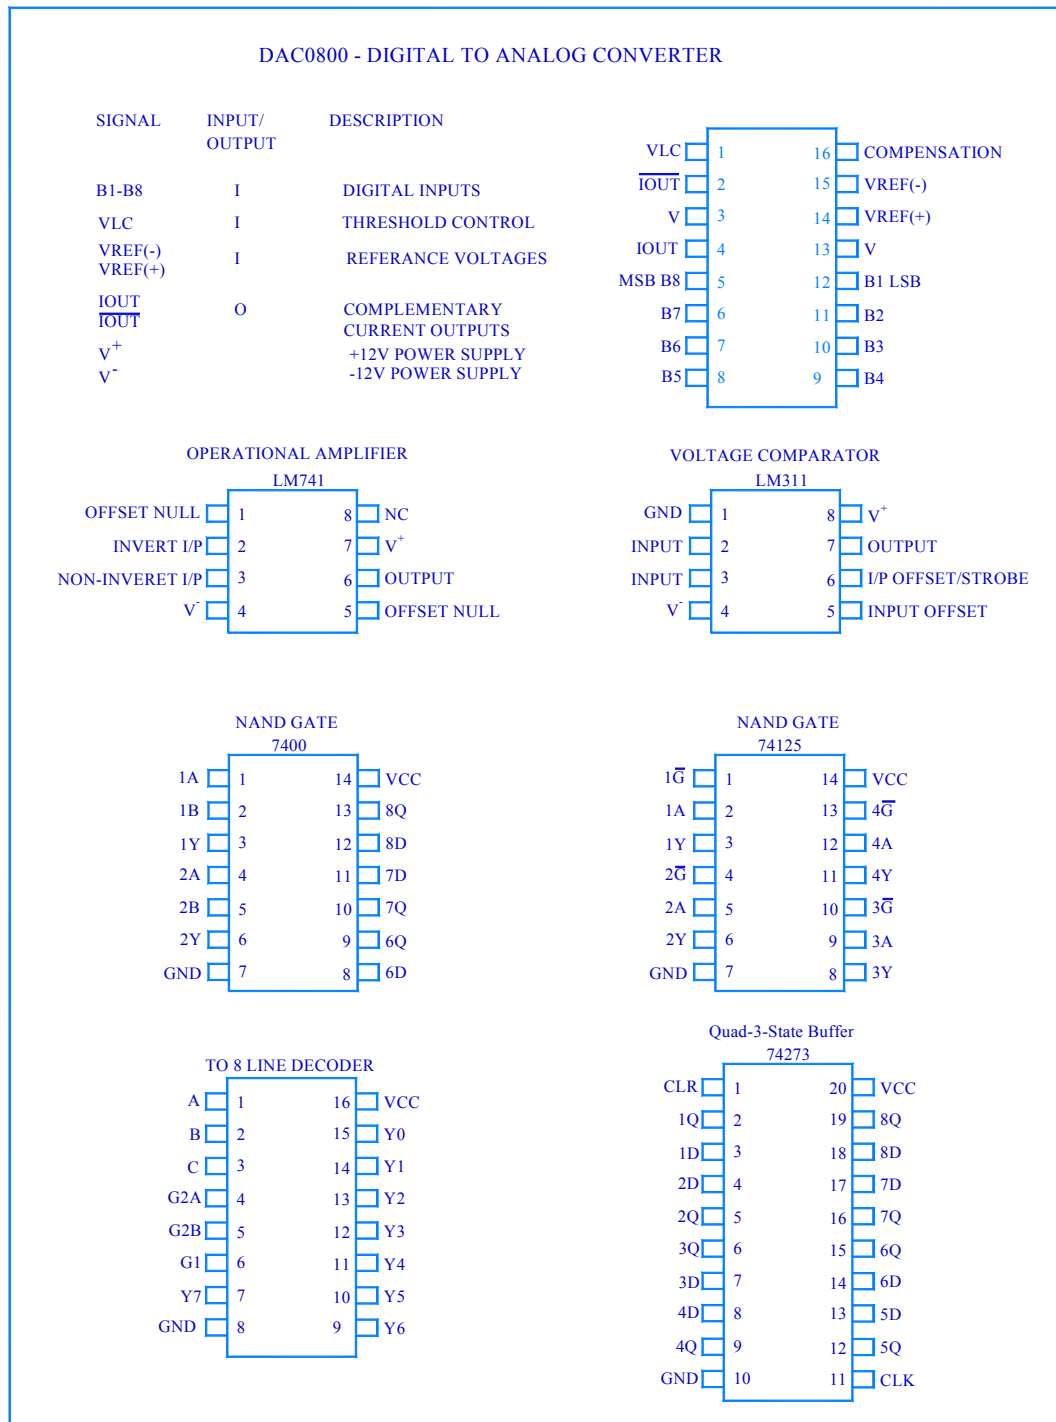 DAC0800 - DIGITAL TO ANALOG CONVERTER
SIGNAL INPUT/ DESCRIPTION
OUTPUT
B1-B8 I DIGITAL INPUTS
VLC I THRESHOLD CONTROL
VREF(-)
VREF(+) I REFERANCE VOLTAGES
IOUT
I̅O̅U̅T̅ O COMPLEMENTARY
CURRENT OUTPUTS
V⁺ +12V POWER SUPPLY
V⁻ -12V POWER SUPPLY
VLC 1 16 COMPENSATION
I̅O̅U̅T̅ 2 15 VREF(-)
V 3 14 VREF(+)
IOUT 4 13 V
MSB B8 5 12 B1 LSB
B7 6 11 B2
B6 7 10 B3
B5 8 9 B4
OPERATIONAL AMPLIFIER
LM741
OFFSET NULL 1 8 NC
INVERT I/P 2 7 V⁺
NON-INVERET I/P 3 6 OUTPUT
V⁻ 4 5 OFFSET NULL
VOLTAGE COMPARATOR
LM311
GND 1 8 V⁺
INPUT 2 7 OUTPUT
INPUT 3 6 I/P OFFSET/STROBE
V⁻ 4 5 INPUT OFFSET
NAND GATE
7400
1A 1 14 VCC
1B 2 13 8Q
1Y 3 12 8D
2A 4 11 7D
2B 5 10 7Q
2Y 6 9 6Q
GND 7 8 6D
NAND GATE
74125
1G̅ 1 14 VCC
1A 2 13 4G̅
1Y 3 12 4A
2G̅ 4 11 4Y
2A 5 10 3G̅
2Y 6 9 3A
GND 7 8 3Y
TO 8 LINE DECODER
A 1 16 VCC
B 2 15 Y0
C 3 14 Y1
G2A 4 13 Y2
G2B 5 12 Y3
G1 6 11 Y4
Y7 7 10 Y5
GND 8 9 Y6
Quad-3-State Buffer
74273
CLR 1 20 VCC
1Q 2 19 8Q
1D 3 18 8D
2D 4 17 7D
2Q 5 16 7Q
3Q 6 15 6Q
3D 7 14 6D
4D 8 13 5D
4Q 9 12 5Q
GND 10 11 CLK